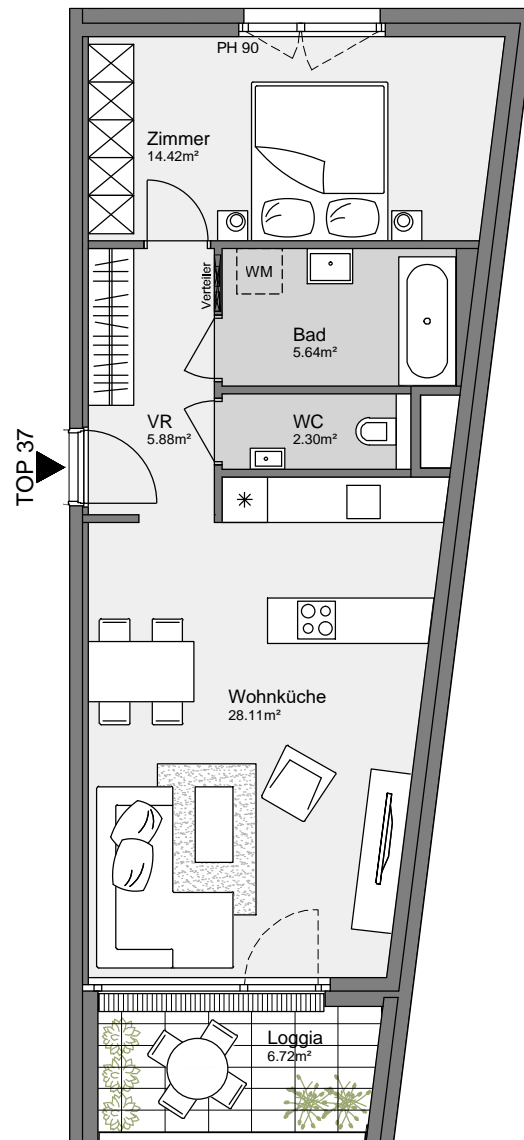 PH 90
Zimmer
14.42m²
Verteiler
WM
Bad
5.64m²
VR
5.88m²
WC
2.30m²
TOP 37
Wohnküche
28.11m²
Loggia
6.72m²